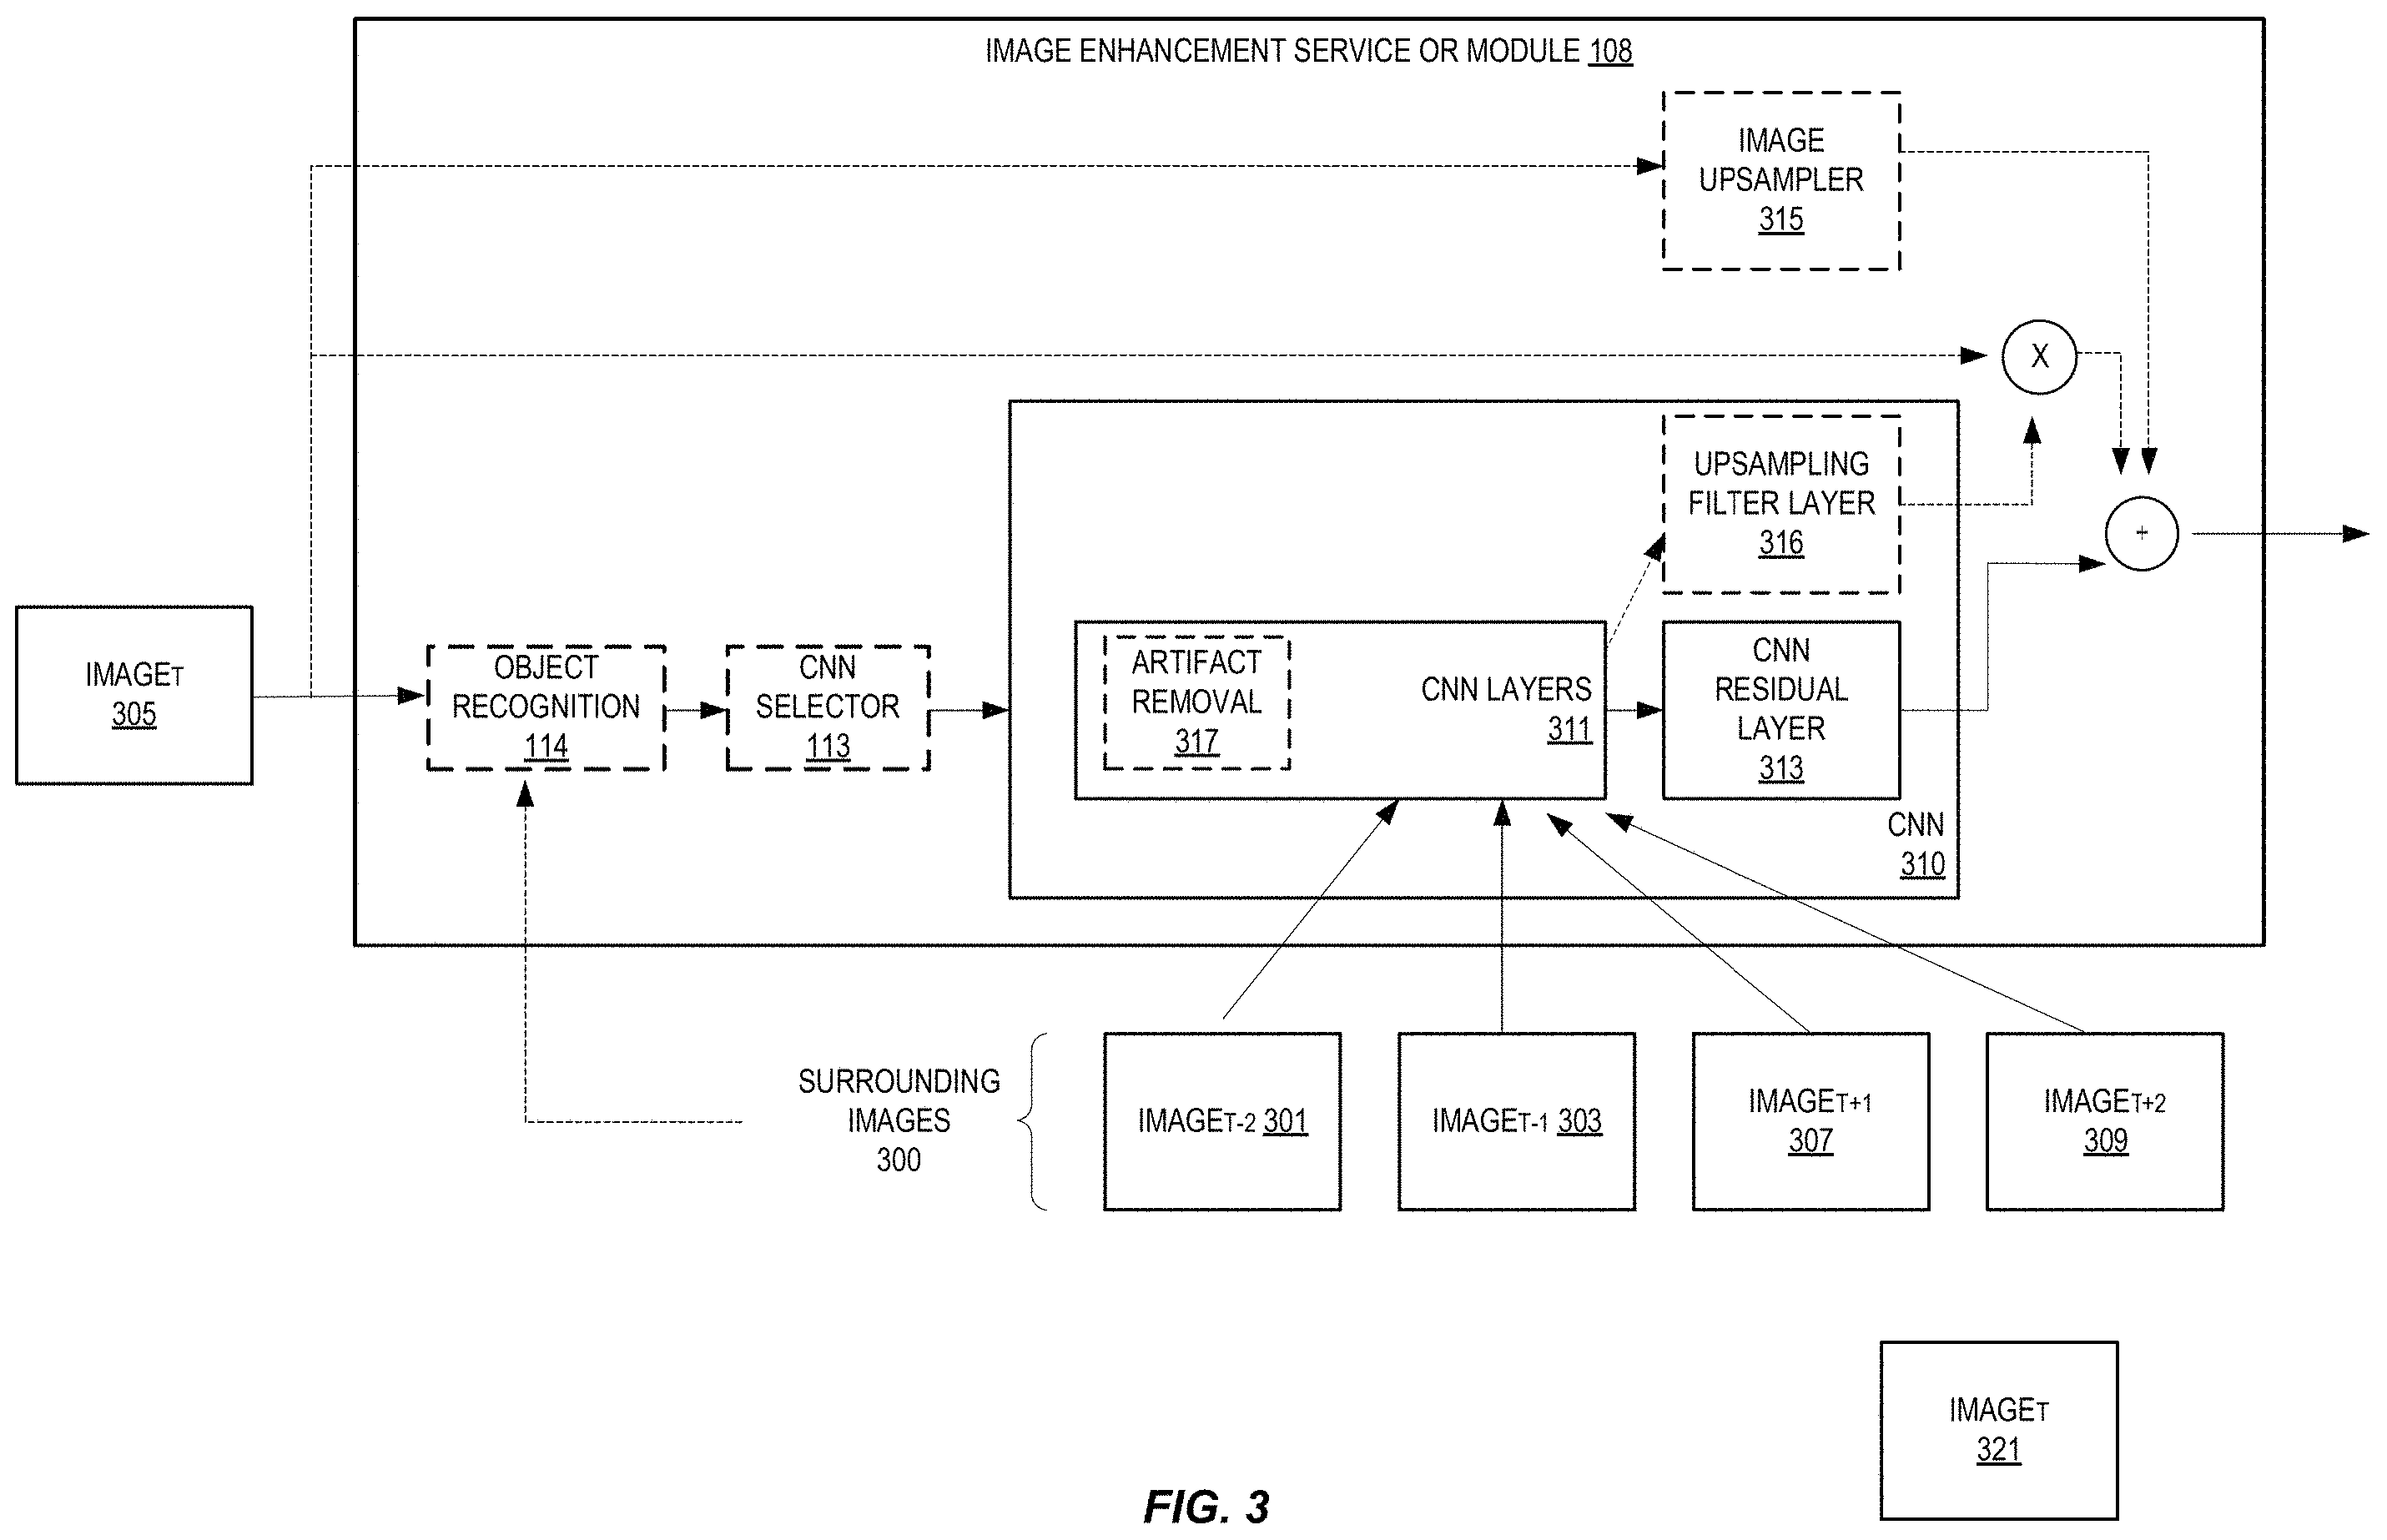 IMAGE ENHANCEMENT SERVICE OR MODULE 108
IMAGE
UPSAMPLER
315
X
UPSAMPLING
FILTER LAYER
316
+
IMAGET
305
OBJECT
RECOGNITION
114
CNN
SELECTOR
113
ARTIFACT
REMOVAL
317
CNN LAYERS
311
CNN
RESIDUAL
LAYER
313
CNN
310
SURROUNDING
IMAGES
300
IMAGET-2 301
IMAGET-1 303
IMAGET+1
307
IMAGET+2
309
IMAGET
321
FIG. 3